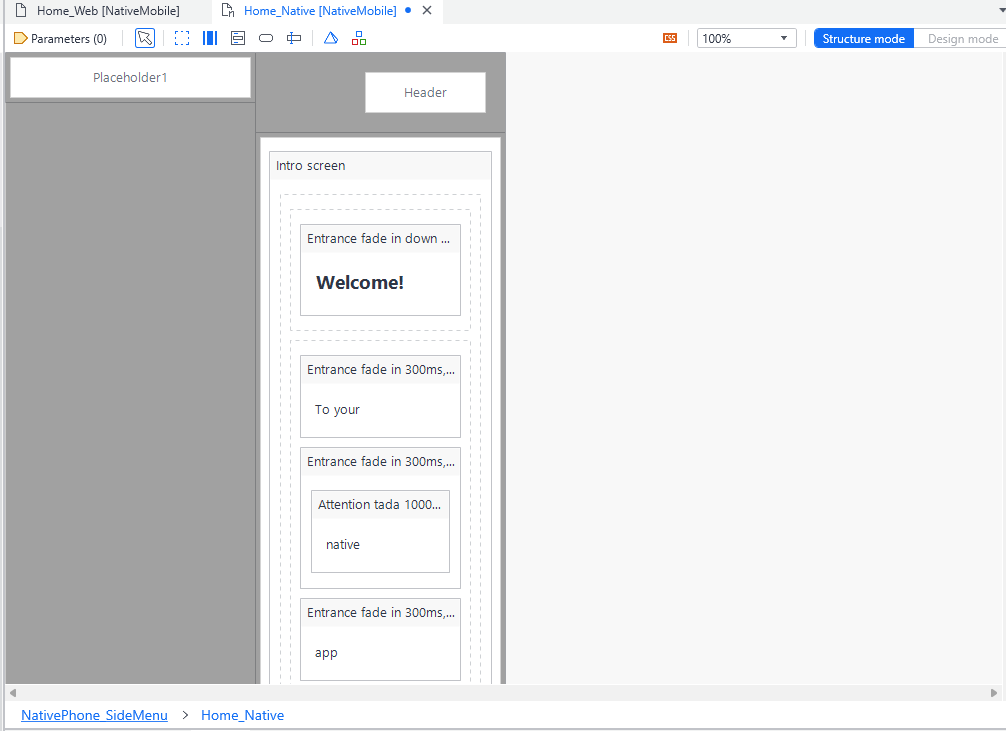 Home_Web [NativeMobile]
Home_Native [NativeMobile]
Parameters (0)
CSS
100%
Structure mode
Design mode
Placeholder1
Header
Intro screen
Entrance fade in down ...
Welcome!
Entrance fade in 300ms,...
To your
Entrance fade in 300ms,...
Attention tada 1000...
native
Entrance fade in 300ms,...
app
NativePhone_SideMenu > Home_Native